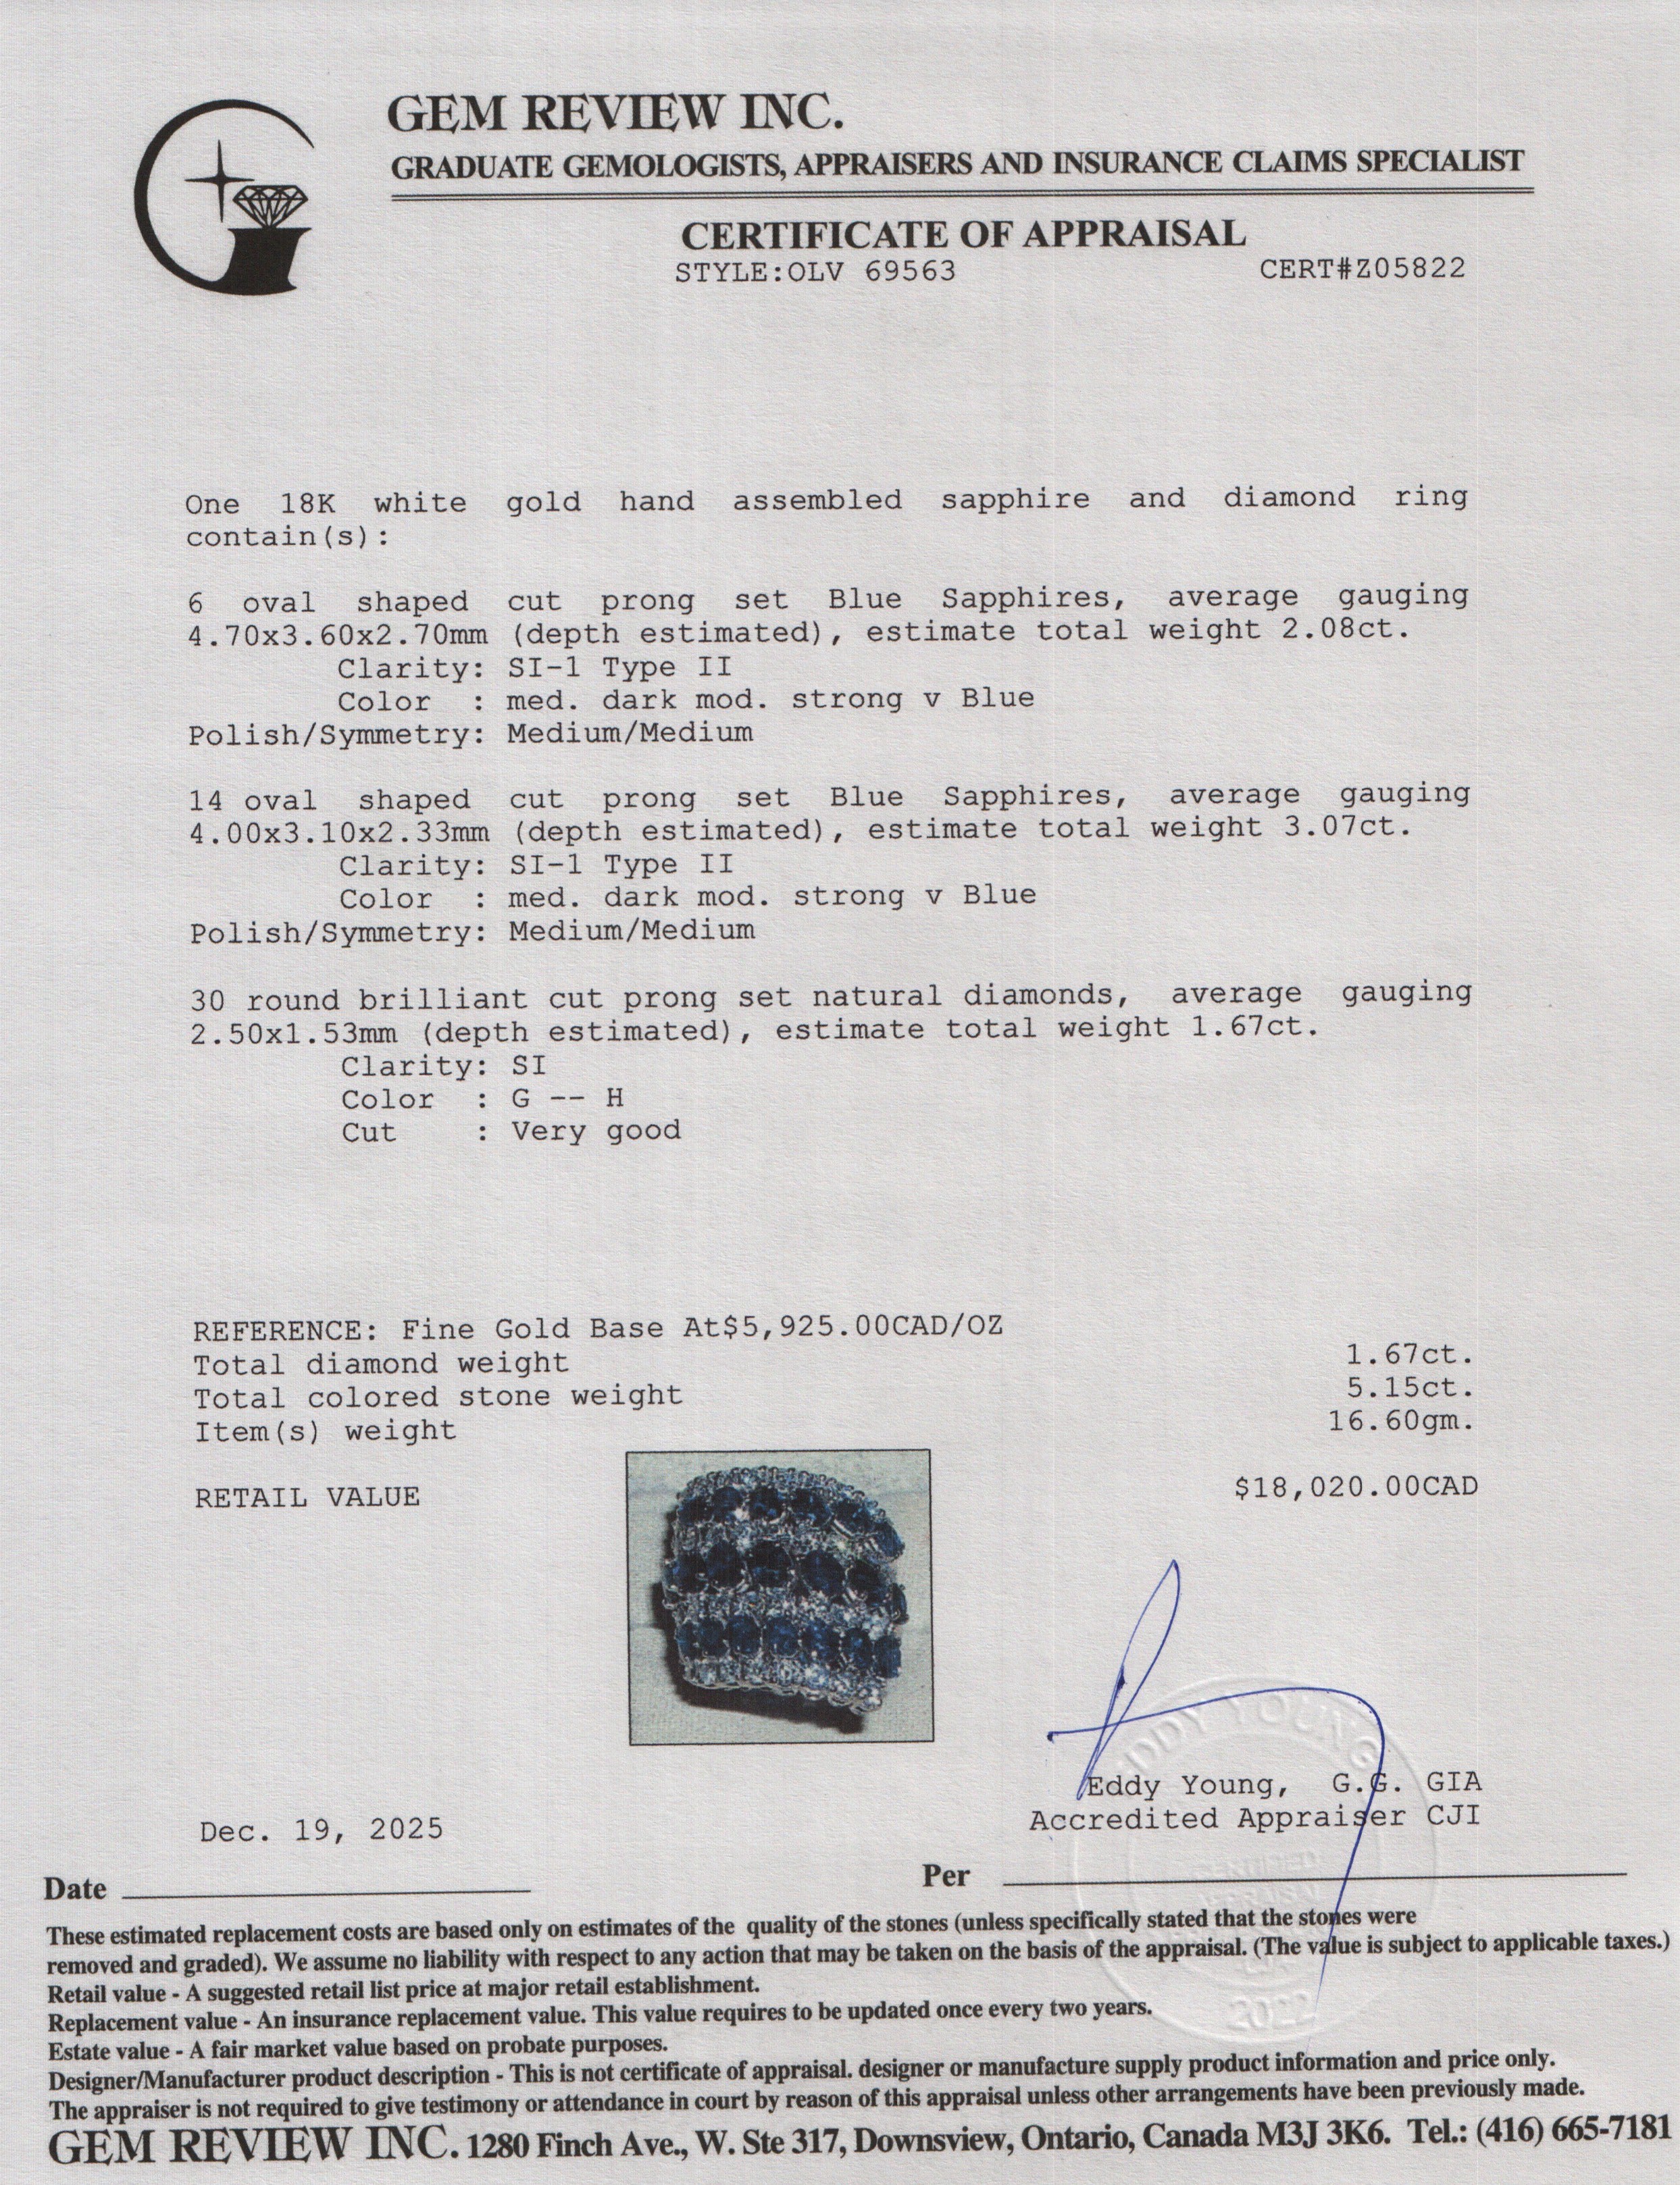 GEM REVIEW INC.
GRADUATE GEMOLOGISTS, APPRAISERS AND INSURANCE CLAIMS SPECIALIST
CERTIFICATE OF APPRAISAL
STYLE:OLV 69563 CERT#Z05822
One 18K white gold hand assembled sapphire and diamond ring
contain(s):
6 oval shaped cut prong set Blue Sapphires, average gauging
4.70x3.60x2.70mm (depth estimated), estimate total weight 2.08ct.
Clarity: SI-1 Type II
Color : med. dark mod. strong v Blue
Polish/Symmetry: Medium/Medium
14 oval shaped cut prong set Blue Sapphires, average gauging
4.00x3.10x2.33mm (depth estimated), estimate total weight 3.07ct.
Clarity: SI-1 Type II
Color : med. dark mod. strong v Blue
Polish/Symmetry: Medium/Medium
30 round brilliant cut prong set natural diamonds, average gauging
2.50x1.53mm (depth estimated), estimate total weight 1.67ct.
Clarity: SI
Color : G -- H
Cut : Very good
REFERENCE: Fine Gold Base At$5,925.00CAD/OZ
Total diamond weight 1.67ct.
Total colored stone weight 5.15ct.
Item(s) weight 16.60gm.
RETAIL VALUE $18,020.00CAD
EDDY YOUNG
Eddy Young, G.G. GIA
Accredited Appraiser CJI
Dec. 19, 2025
Date Per
CERTIFIED
2022
These estimated replacement costs are based only on estimates of the quality of the stones (unless specifically stated that the stones were
removed and graded). We assume no liability with respect to any action that may be taken on the basis of the appraisal. (The value is subject to applicable taxes.)
Retail value - A suggested retail list price at major retail establishment.
Replacement value - An insurance replacement value. This value requires to be updated once every two years.
Estate value - A fair market value based on probate purposes.
Designer/Manufacturer product description - This is not certificate of appraisal. designer or manufacture supply product information and price only.
The appraiser is not required to give testimony or attendance in court by reason of this appraisal unless other arrangements have been previously made.
GEM REVIEW INC. 1280 Finch Ave., W. Ste 317, Downsview, Ontario, Canada M3J 3K6. Tel.: (416) 665-7181